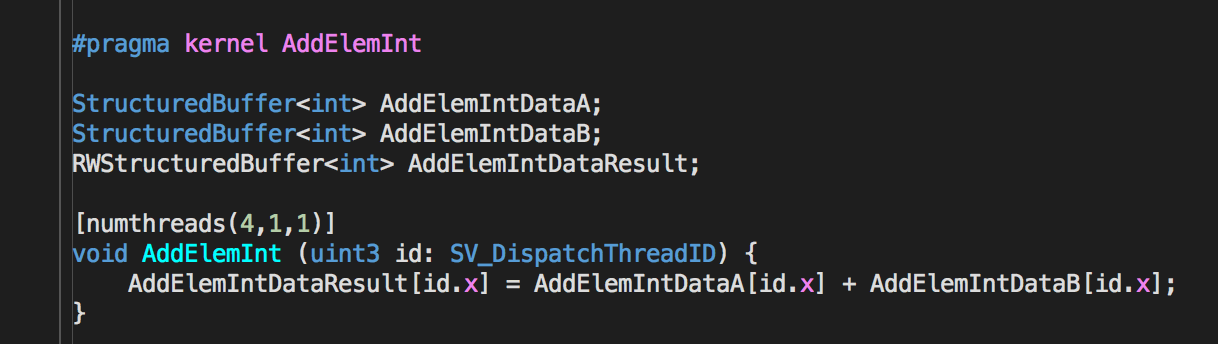 #pragma kernel AddElemInt
StructuredBuffer<int> AddElemIntDataA;
StructuredBuffer<int> AddElemIntDataB;
RWStructuredBuffer<int> AddElemIntDataResult;
[numthreads(4,1,1)]
void AddElemInt (uint3 id: SV_DispatchThreadID) {
    AddElemIntDataResult[id.x] = AddElemIntDataA[id.x] + AddElemIntDataB[id.x];
}